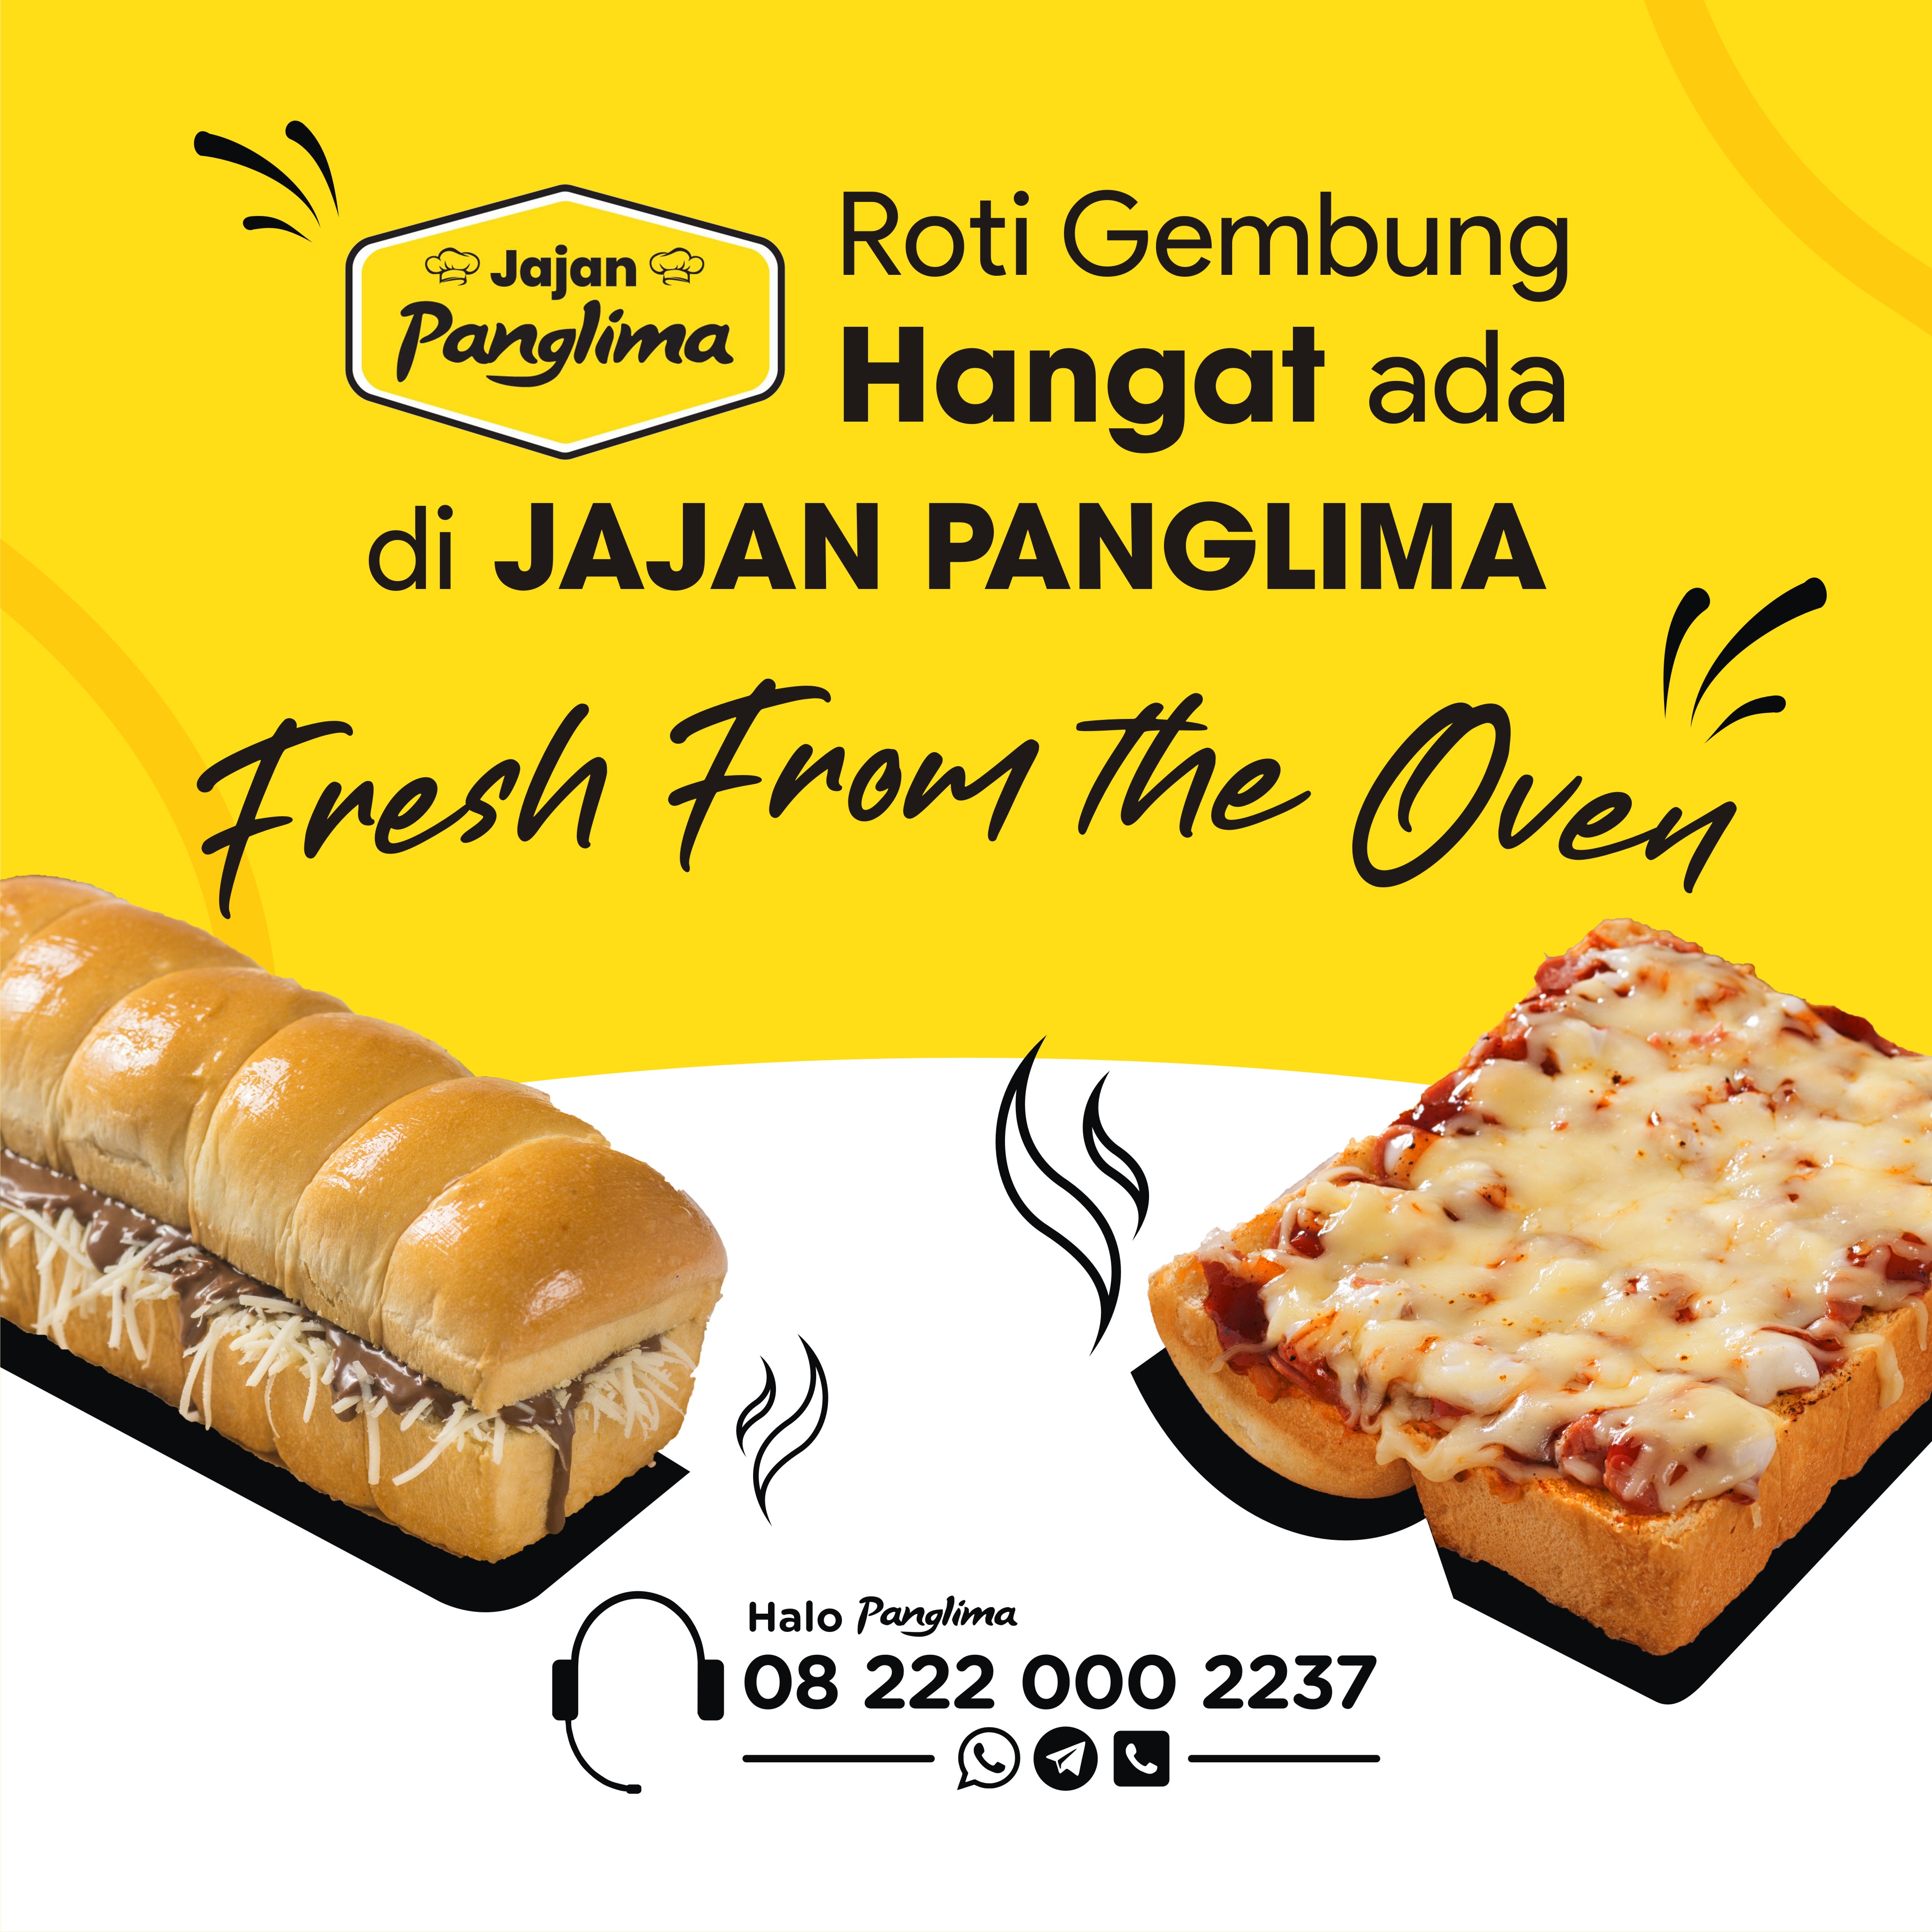 Jajan
Panglima
Roti Gembung
Hangat ada
di JAJAN PANGLIMA
Fresh From the Oven
Halo Panglima
08 222 000 2237